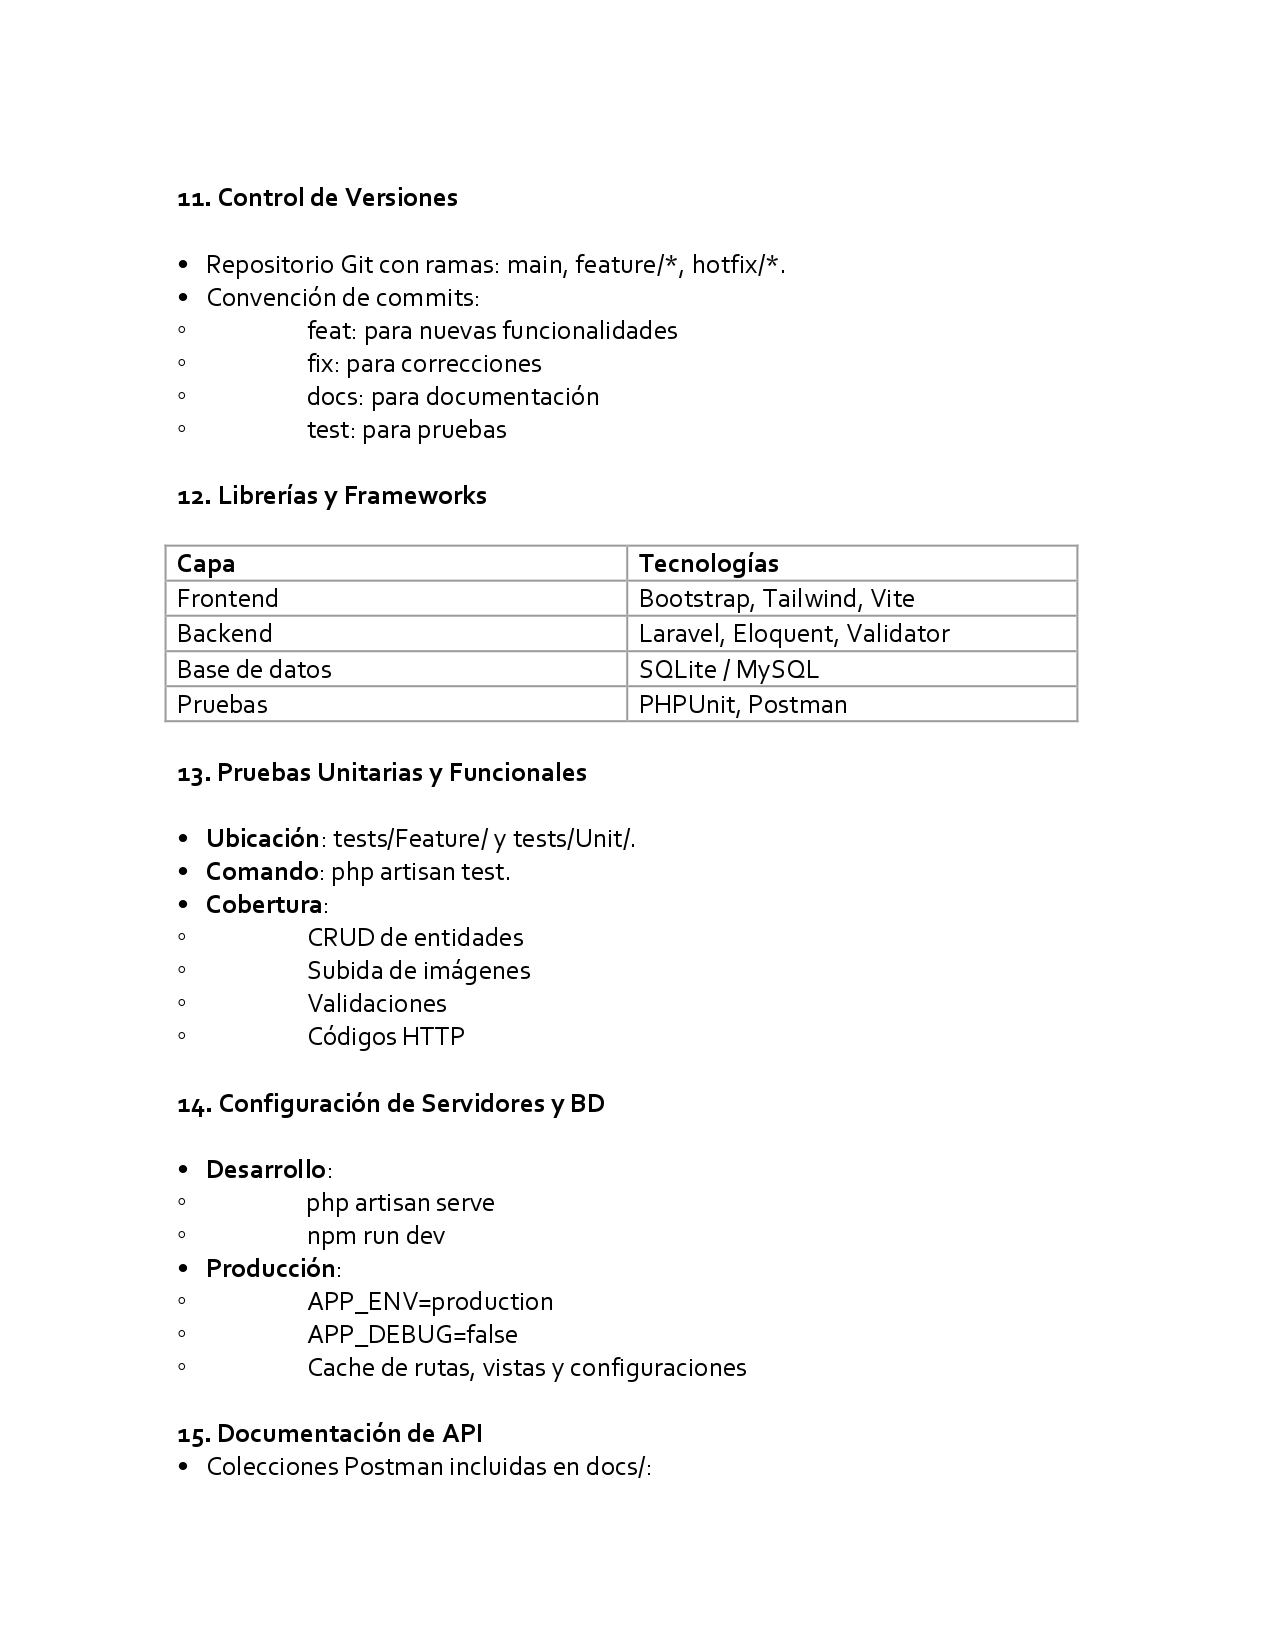 11. Control de Versiones
• Repositorio Git con ramas: main, feature/*, hotfix/*.
• Convención de commits:
◦ feat: para nuevas funcionalidades
◦ fix: para correcciones
◦ docs: para documentación
◦ test: para pruebas
12. Librerías y Frameworks
Capa Tecnologías
Frontend Bootstrap, Tailwind, Vite
Backend Laravel, Eloquent, Validator
Base de datos SQLite / MySQL
Pruebas PHPUnit, Postman
13. Pruebas Unitarias y Funcionales
• Ubicación: tests/Feature/ y tests/Unit/.
• Comando: php artisan test.
• Cobertura:
◦ CRUD de entidades
◦ Subida de imágenes
◦ Validaciones
◦ Códigos HTTP
14. Configuración de Servidores y BD
• Desarrollo:
◦ php artisan serve
◦ npm run dev
• Producción:
◦ APP_ENV=production
◦ APP_DEBUG=false
◦ Cache de rutas, vistas y configuraciones
15. Documentación de API
• Colecciones Postman incluidas en docs/: